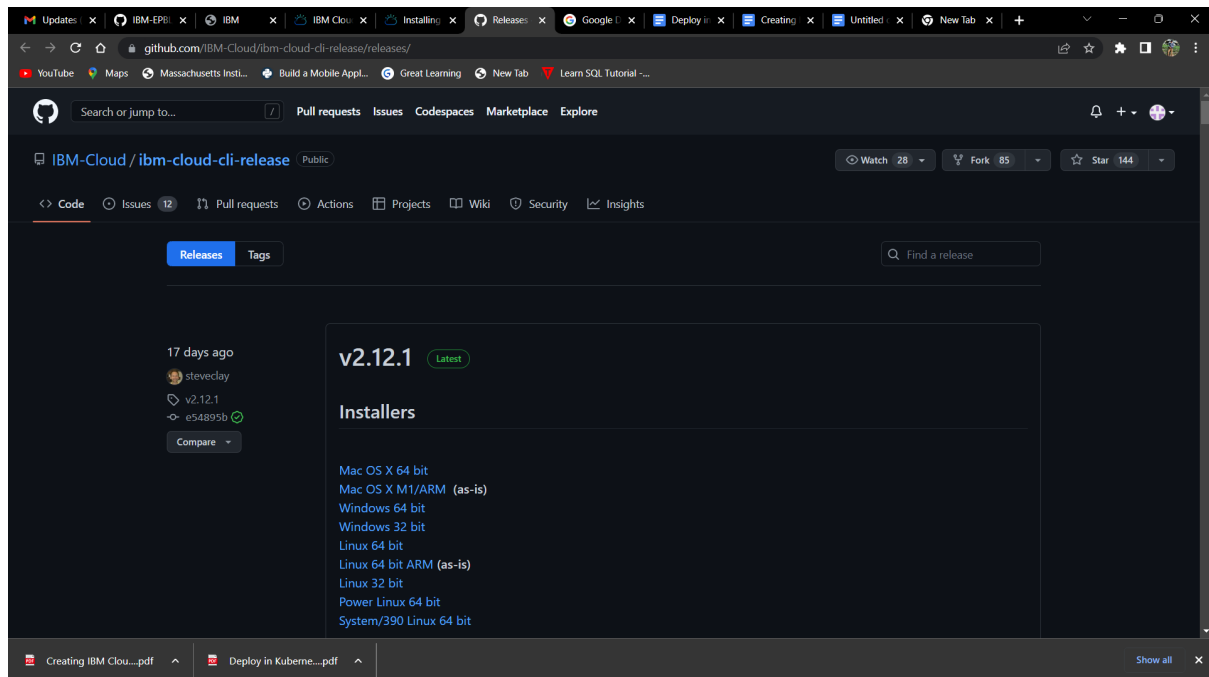 Updates
IBM-EPBL
IBM
IBM Clou
Installing
Releases
Google D
Deploy in
Creating
Untitled
New Tab
github.com/IBM-Cloud/ibm-cloud-cli-release/releases/
YouTube
Maps
Massachusetts Insti...
Build a Mobile Appl...
Great Learning
New Tab
Learn SQL Tutorial -...
Search or jump to...
/
Pull requests
Issues
Codespaces
Marketplace
Explore
IBM-Cloud / ibm-cloud-cli-release Public
Watch 28
Fork 85
Star 144
<> Code
Issues 12
Pull requests
Actions
Projects
Wiki
Security
Insights
Releases
Tags
Find a release
17 days ago
steveclay
v2.12.1
e54895b
Compare
v2.12.1 Latest
Installers
Mac OS X 64 bit
Mac OS X M1/ARM (as-is)
Windows 64 bit
Windows 32 bit
Linux 64 bit
Linux 64 bit ARM (as-is)
Linux 32 bit
Power Linux 64 bit
System/390 Linux 64 bit
Creating IBM Clou....pdf
Deploy in Kuberne....pdf
Show all